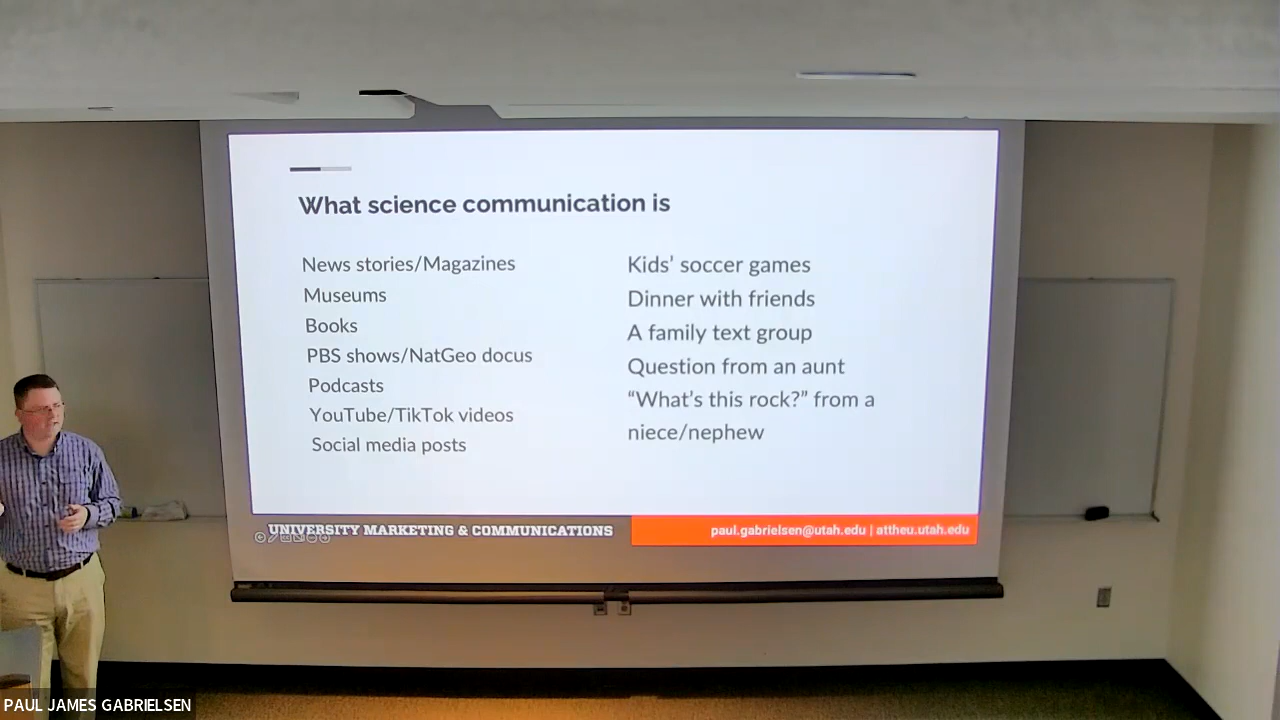 What science communication is
News stories/Magazines
Museums
Books
PBS shows/NatGeo docus
Podcasts
YouTube/TikTok videos
Social media posts
Kids’ soccer games
Dinner with friends
A family text group
Question from an aunt
“What’s this rock?” from a
niece/nephew
UNIVERSITY MARKETING & COMMUNICATIONS
paul.gabrielsen@utah.edu | attheu.utah.edu
PAUL JAMES GABRIELSEN